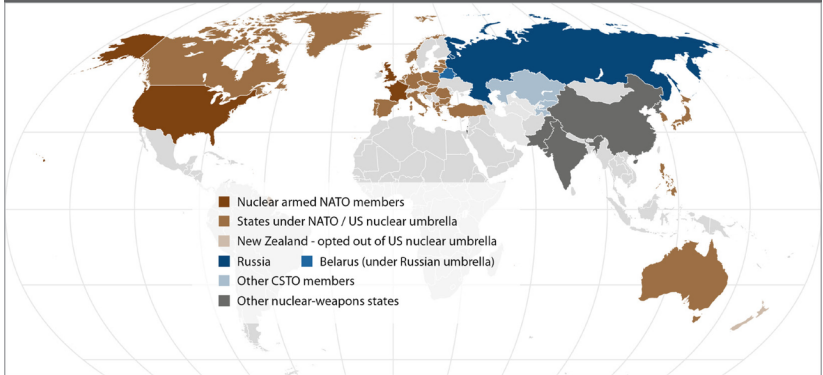 Nuclear armed NATO members
States under NATO / US nuclear umbrella
New Zealand - opted out of US nuclear umbrella
Russia Belarus (under Russian umbrella)
Other CSTO members
Other nuclear-weapons states